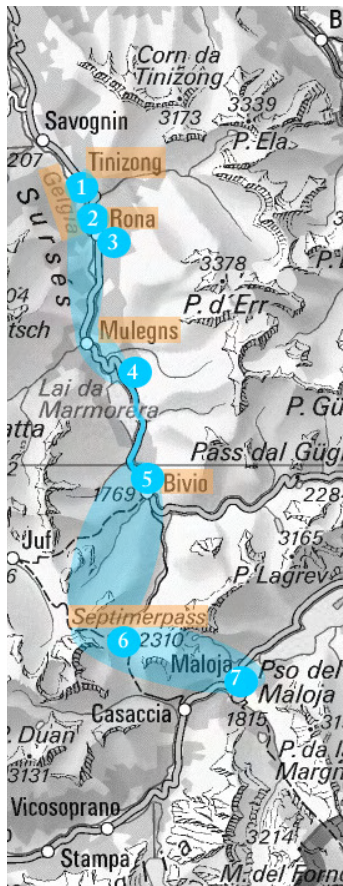 B
Corn da
Tinizong
3339
3173
Savognin
P. Ela
207
Tinizong
1
Gelgia
2
Rona
3
Sursés
3378
P. d'Err
04
tsch
Mulegns
4
Lai da
Marmorera
P. Gü
atta
Pass dal Güg
2
5
1769
Bivio
228
Juf
3165
6
P. Lagrev
Septimerpass
6
2310
Maloja
Pso del
7
Maloja
Casaccia
1815
P. Duan
P. da l
3131
Margn
Vicosoprano
3214
Stampa
l a
M. del Forno